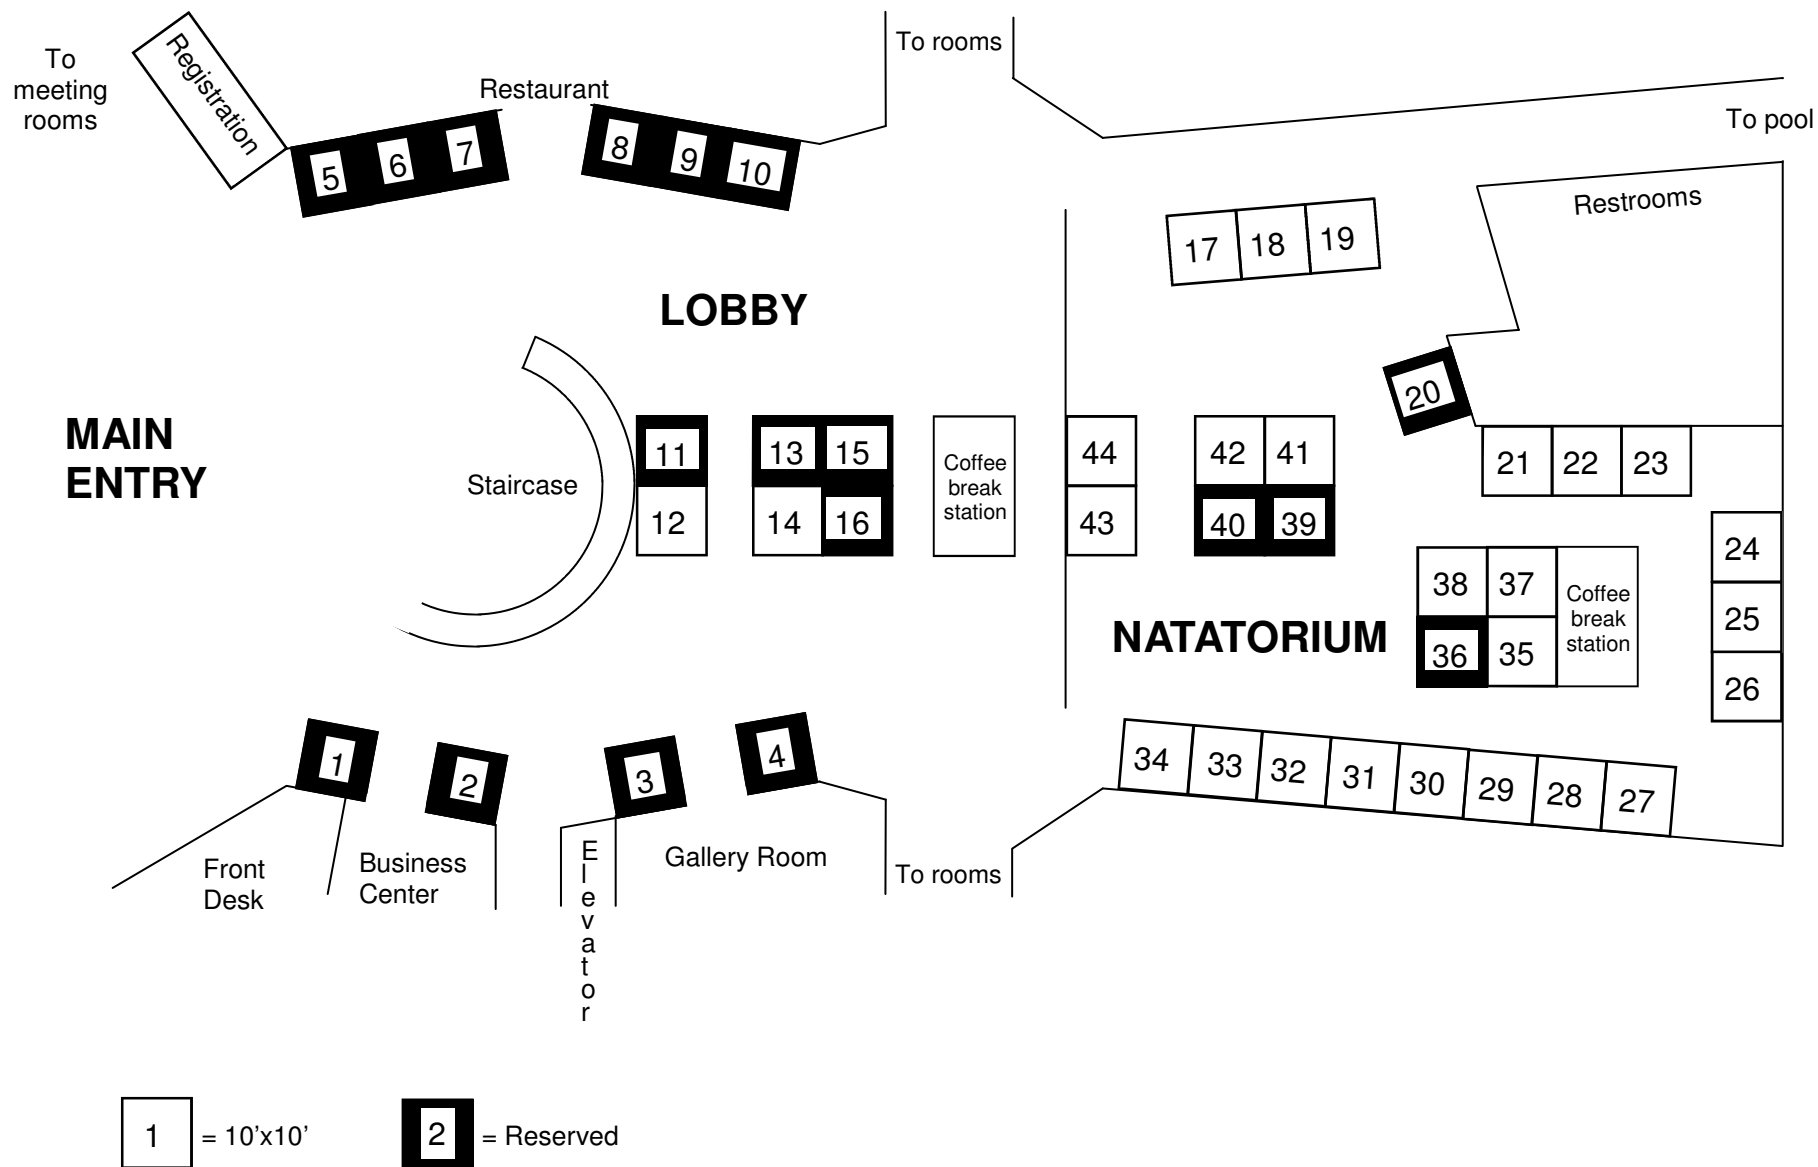 To
meeting
rooms
Registration
Restaurant
To rooms
To pool
5
6
7
8
9
10
Restrooms
17
18
19
LOBBY
20
MAIN
ENTRY
Staircase
11
12
13
15
14
16
Coffee
break
station
44
43
42
41
40
39
21
22
23
24
25
26
38
37
36
35
Coffee
break
station
NATATORIUM
1
2
3
4
34
33
32
31
30
29
28
27
Front
Desk
Business
Center
E
l
e
v
a
t
o
r
Gallery Room
To rooms
1
= 10’x10’
2
= Reserved